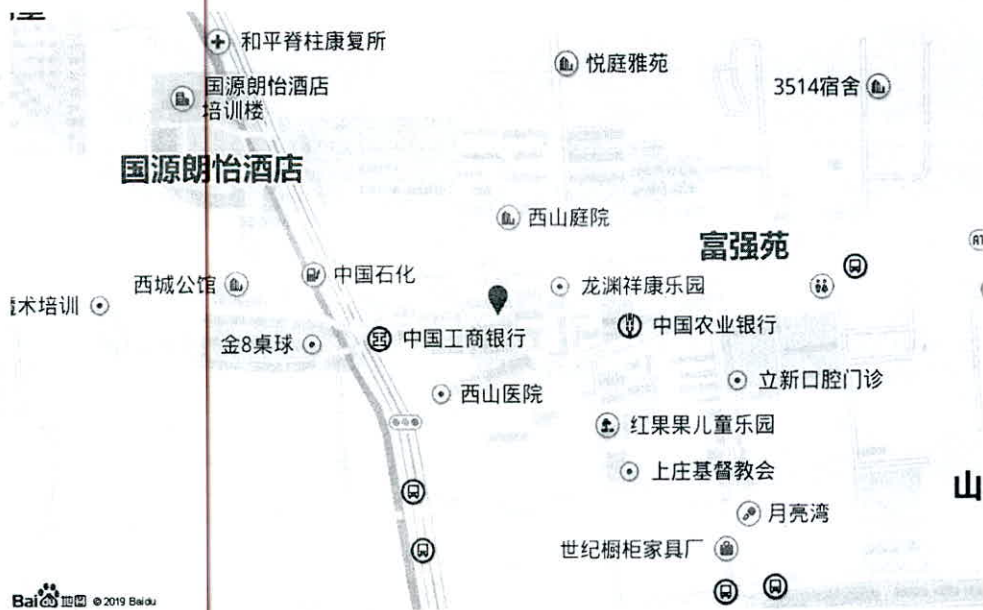 和平脊柱康复所
悦庭雅苑
国源朗怡酒店
培训楼
3514宿舍
国源朗怡酒店
西山庭院
富强苑
中国石化
西城公馆
龙渊祥康乐园
术培训
中国农业银行
中国工商银行
金8桌球
立新口腔门诊
西山医院
红果果儿童乐园
上庄基督教会
山
月亮湾
世纪橱柜家具厂
Bai 地图 © 2019 Baidu